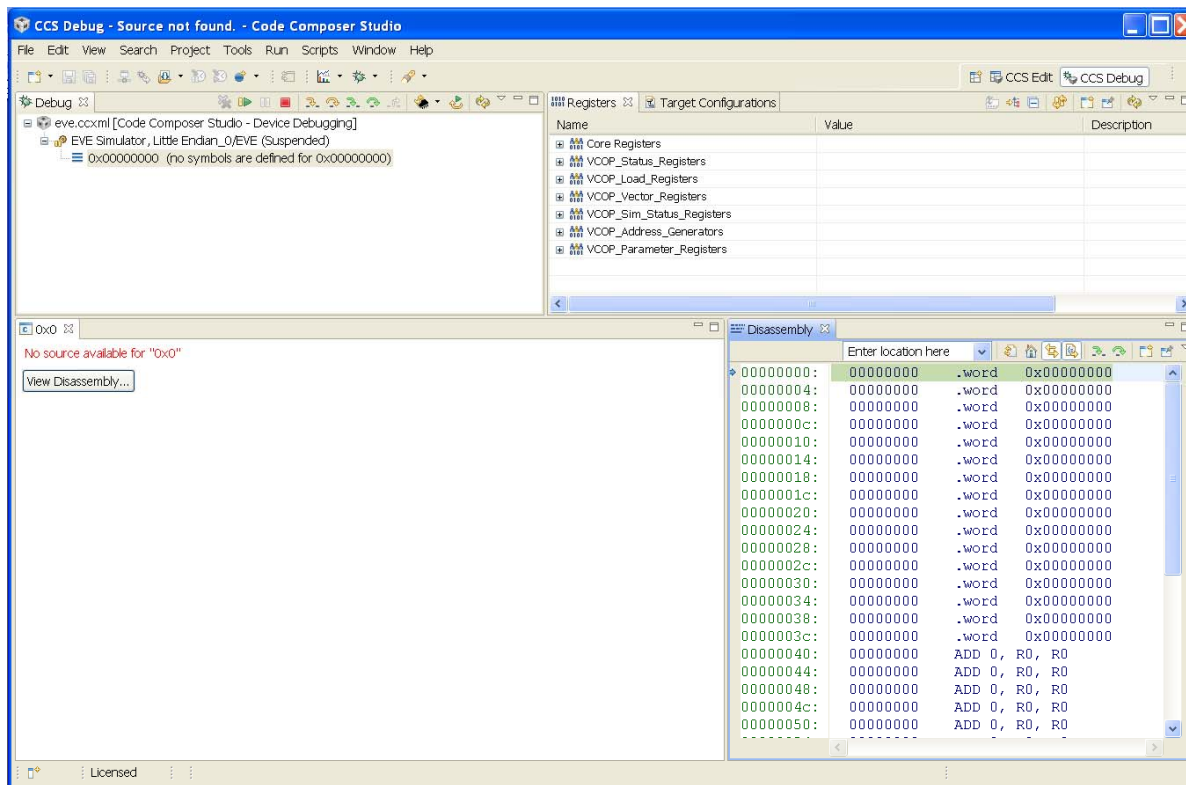 CCS Debug - Source not found. - Code Composer Studio
File Edit View Search Project Tools Run Scripts Window Help
CCS Edit CCS Debug
Debug
eve.ccxml [Code Composer Studio - Device Debugging]
EVE Simulator, Little Endian_0/EVE (Suspended)
0x00000000 (no symbols are defined for 0x00000000)
Registers Target Configurations
Name Value Description
Core Registers
VCOP_Status_Registers
VCOP_Load_Registers
VCOP_Vector_Registers
VCOP_Sim_Status_Registers
VCOP_Address_Generators
VCOP_Parameter_Registers
0x0
No source available for "0x0"
View Disassembly...
Disassembly
Enter location here
00000000: 00000000 .word 0x00000000
00000004: 00000000 .word 0x00000000
00000008: 00000000 .word 0x00000000
0000000c: 00000000 .word 0x00000000
00000010: 00000000 .word 0x00000000
00000014: 00000000 .word 0x00000000
00000018: 00000000 .word 0x00000000
0000001c: 00000000 .word 0x00000000
00000020: 00000000 .word 0x00000000
00000024: 00000000 .word 0x00000000
00000028: 00000000 .word 0x00000000
0000002c: 00000000 .word 0x00000000
00000030: 00000000 .word 0x00000000
00000034: 00000000 .word 0x00000000
00000038: 00000000 .word 0x00000000
0000003c: 00000000 .word 0x00000000
00000040: 00000000 ADD 0, R0, R0
00000044: 00000000 ADD 0, R0, R0
00000048: 00000000 ADD 0, R0, R0
0000004c: 00000000 ADD 0, R0, R0
00000050: 00000000 ADD 0, R0, R0
Licensed